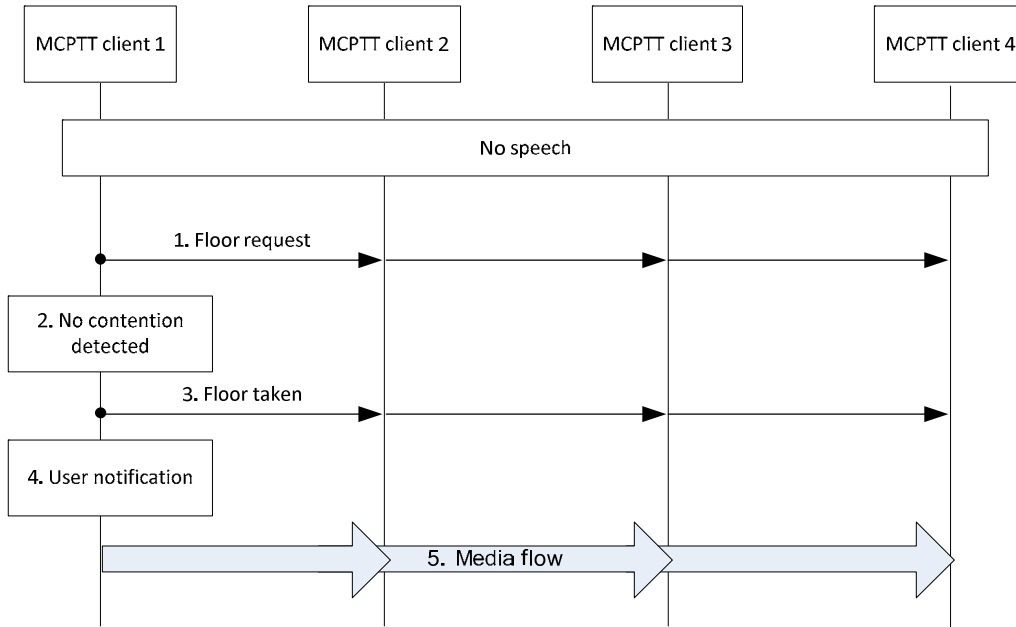 MCPTT client 1
MCPTT client 2
MCPTT client 3
MCPTT client 4
No speech
1. Floor request
2. No contention
detected
3. Floor taken
4. User notification
5. Media flow